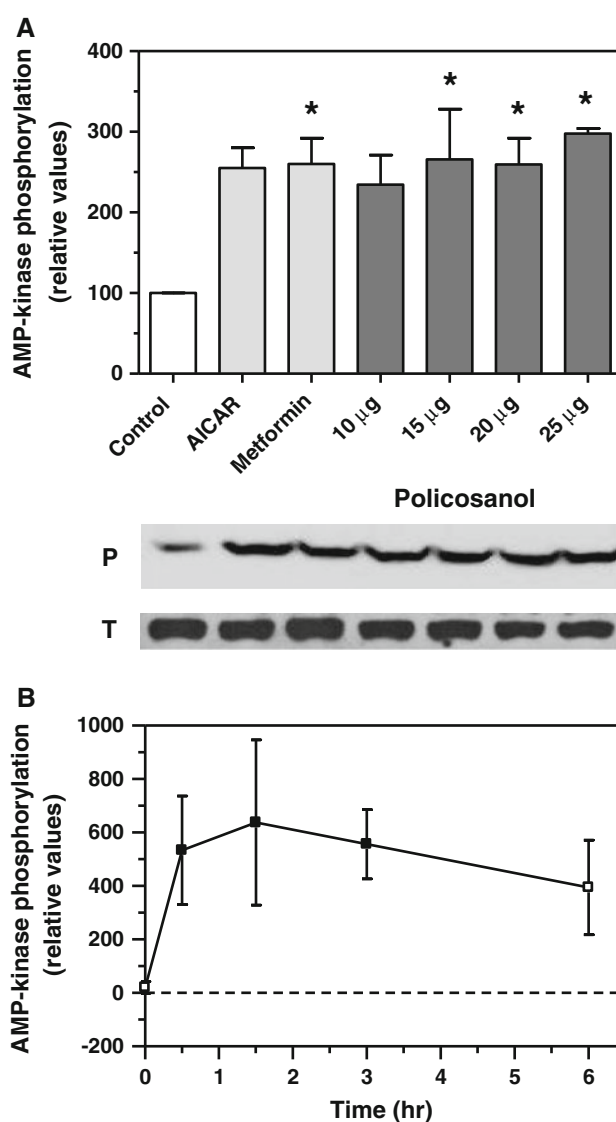 A
AMP-kinase phosphorylation
(relative values)
400
300
200
100
0
*
*
*
*
Control
AICAR
Metformin
10 µg
15 µg
20 µg
25 µg
Policosanol
P
T
B
AMP-kinase phosphorylation
(relative values)
1000
800
600
400
200
0
-200
0
1
2
3
4
5
6
Time (hr)